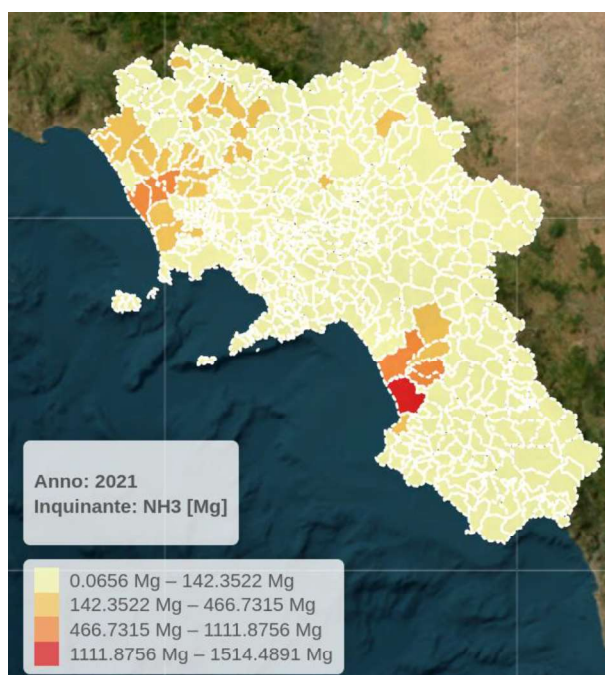 Anno: 2021
Inquinante: NH3 [Mg]
0.0656 Mg – 142.3522 Mg
142.3522 Mg – 466.7315 Mg
466.7315 Mg – 1111.8756 Mg
1111.8756 Mg – 1514.4891 Mg